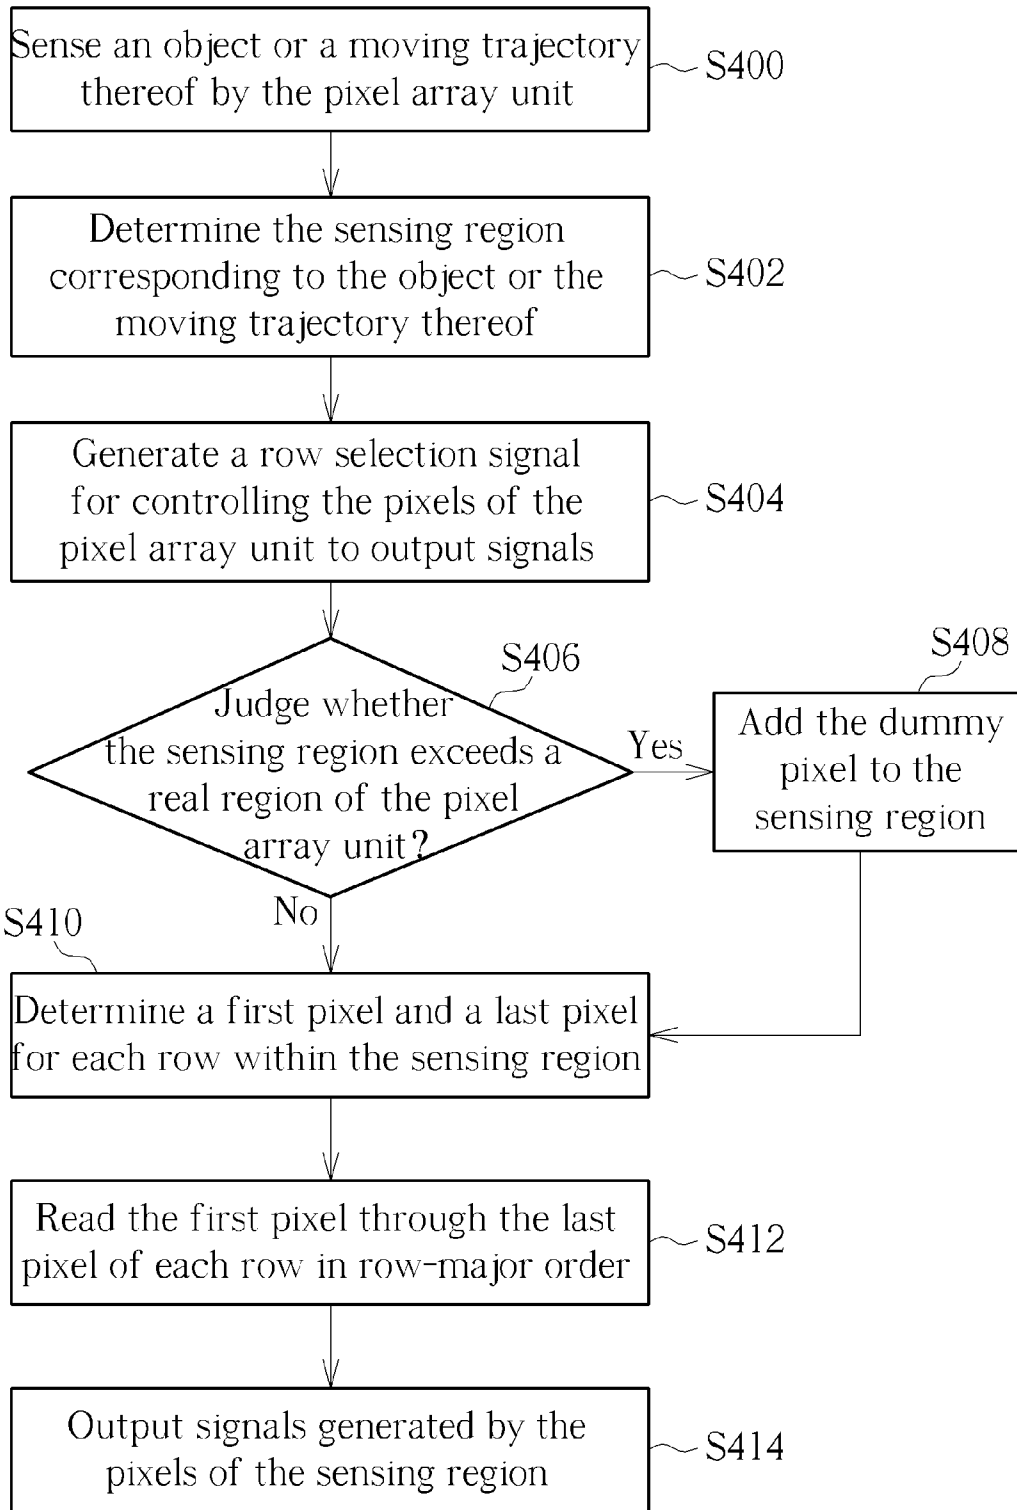 Sense an object or a moving trajectory
thereof by the pixel array unit
S400
Determine the sensing region
corresponding to the object or the
moving trajectory thereof
S402
Generate a row selection signal
for controlling the pixels of the
pixel array unit to output signals
S404
S406
Judge whether
the sensing region exceeds a
real region of the pixel
array unit?
Yes
S408
Add the dummy
pixel to the
sensing region
No
S410
Determine a first pixel and a last pixel
for each row within the sensing region
Read the first pixel through the last
pixel of each row in row-major order
S412
Output signals generated by the
pixels of the sensing region
S414